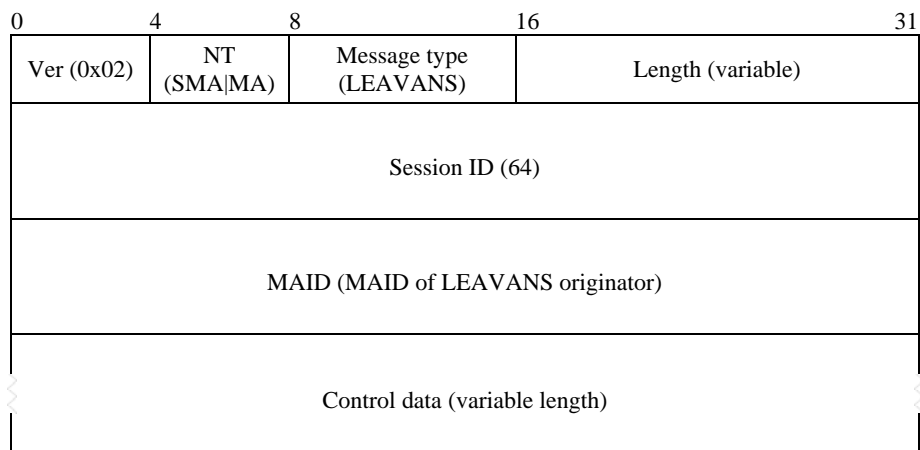 0 4 8 16 31
Ver (0x02) NT (SMA|MA) Message type (LEAVANS) Length (variable)
Session ID (64)
MAID (MAID of LEAVANS originator)
Control data (variable length)